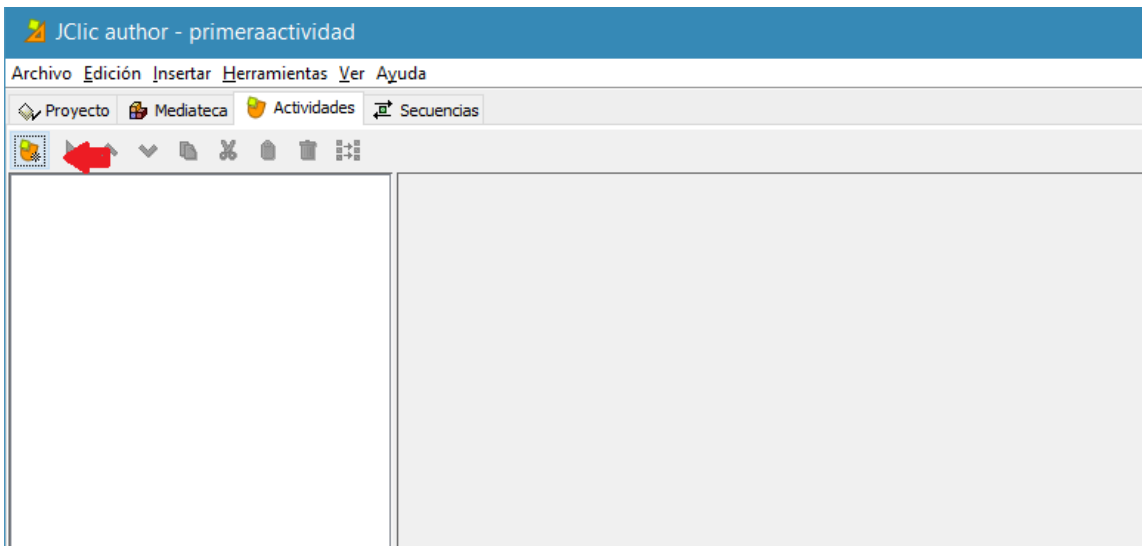 JClic author - primeraactividad
Archivo Edición Insertar Herramientas Ver Ayuda
Proyecto Mediateca Actividades Secuencias